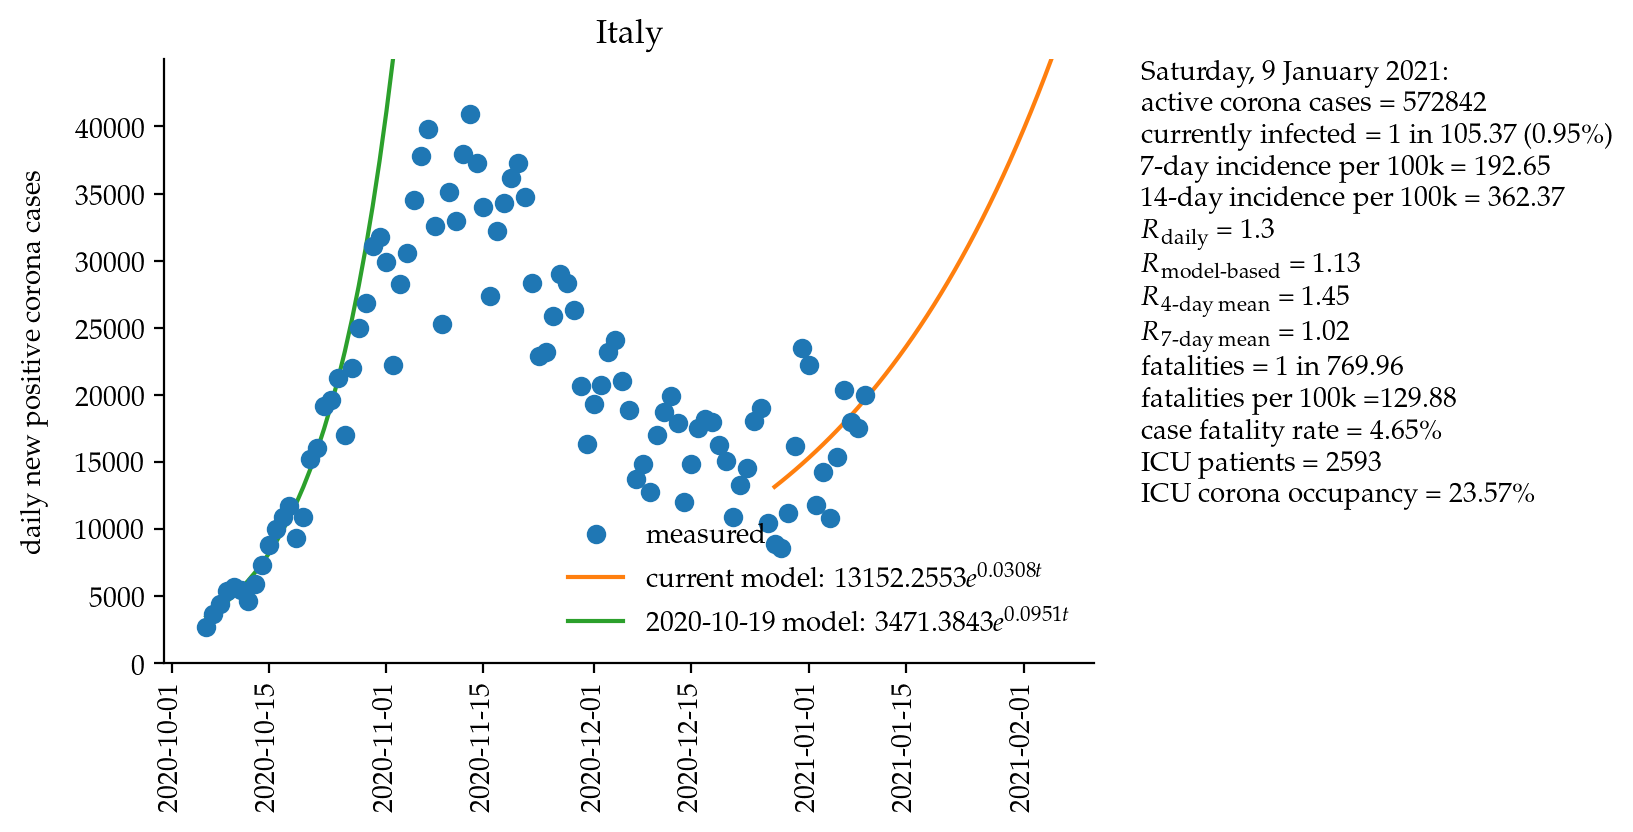 Italy
daily new positive corona cases
40000
35000
30000
25000
20000
15000
10000
5000
0
2020-10-01
2020-10-15
2020-11-01
2020-11-15
2020-12-01
2020-12-15
2021-01-01
2021-01-15
2021-02-01
measured
current model: 13152.2553e^0.0308t
2020-10-19 model: 3471.3843e^0.0951t
Saturday, 9 January 2021:
active corona cases = 572842
currently infected = 1 in 105.37 (0.95%)
7-day incidence per 100k = 192.65
14-day incidence per 100k = 362.37
R_daily = 1.3
R_model-based = 1.13
R_4-day mean = 1.45
R_7-day mean = 1.02
fatalities = 1 in 769.96
fatalities per 100k =129.88
case fatality rate = 4.65%
ICU patients = 2593
ICU corona occupancy = 23.57%